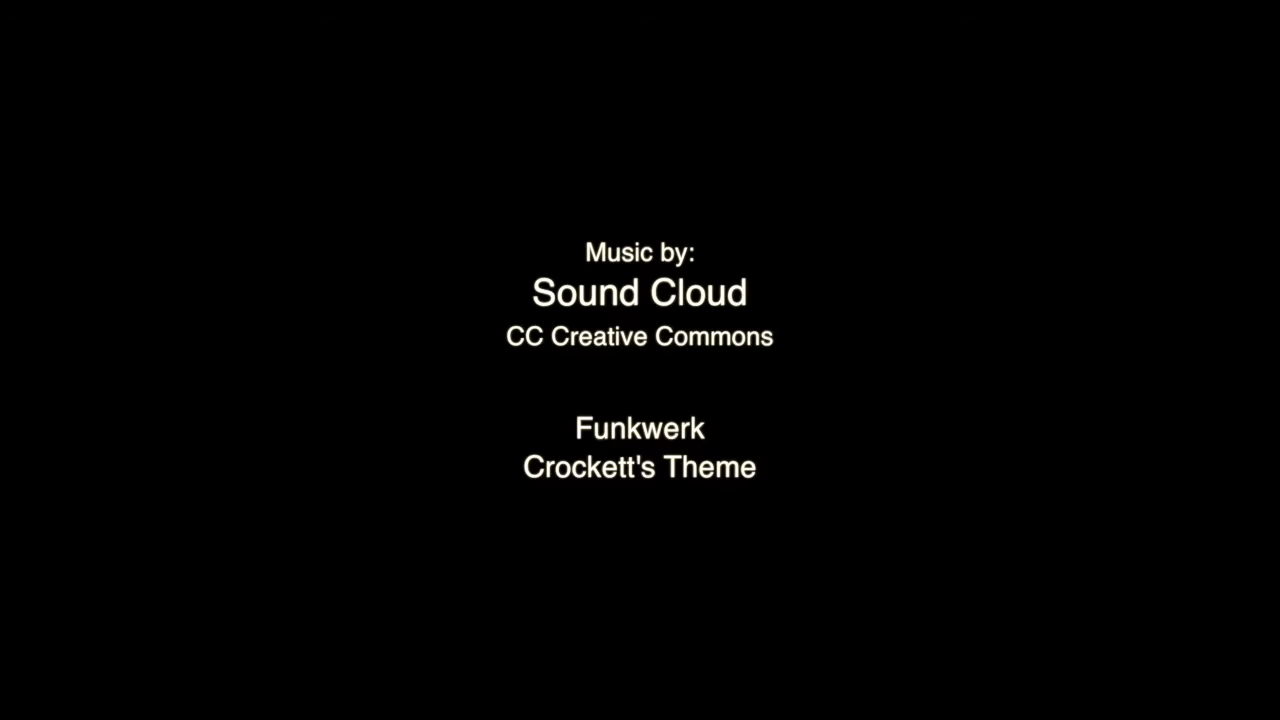 Music by:
Sound Cloud
CC Creative Commons
Funkwerk
Crockett's Theme